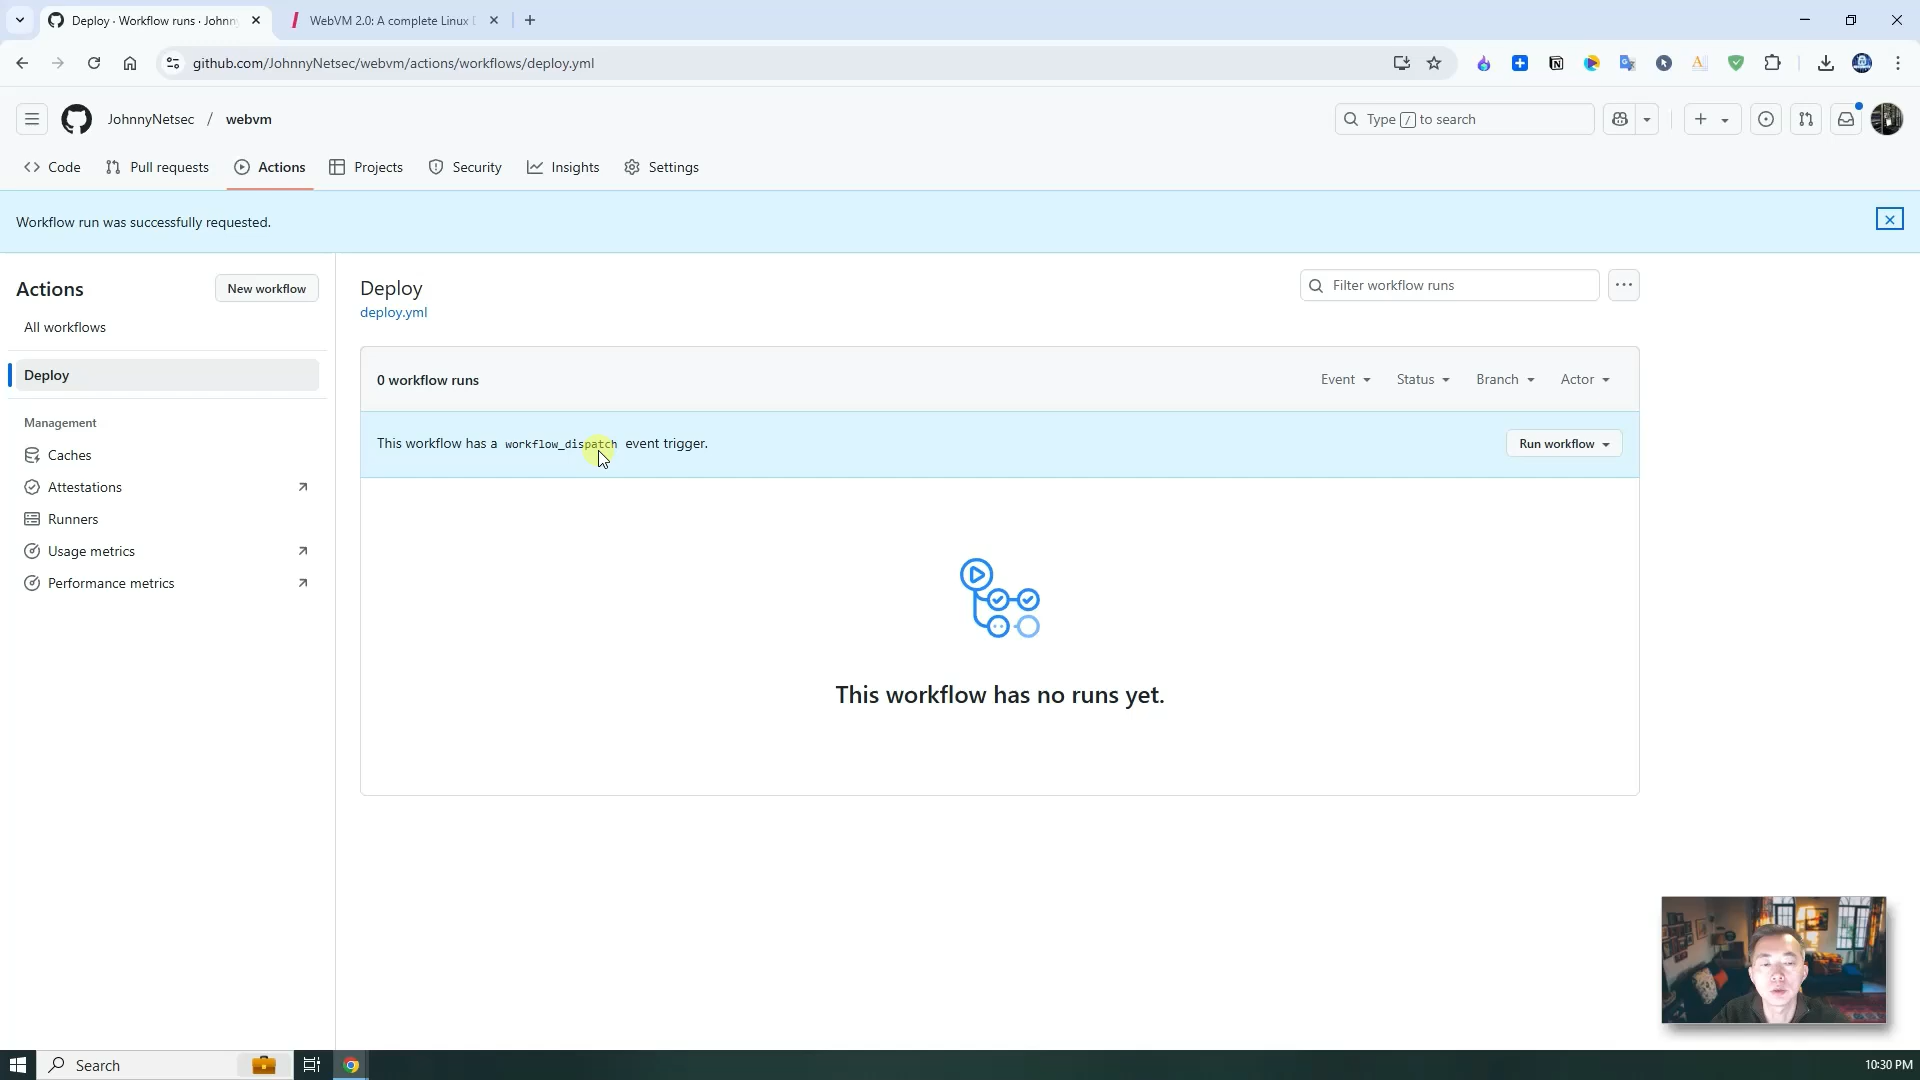 Deploy · Workflow runs · Johnny
WebVM 2.0: A complete Linux
github.com/JohnnyNetsec/webvm/actions/workflows/deploy.yml
JohnnyNetsec / webvm
Type / to search
Code
Pull requests
Actions
Projects
Security
Insights
Settings
Workflow run was successfully requested.
Actions
New workflow
All workflows
Deploy
Management
Caches
Attestations
Runners
Usage metrics
Performance metrics
Deploy
deploy.yml
Filter workflow runs
0 workflow runs
Event
Status
Branch
Actor
This workflow has a workflow_dispatch event trigger.
Run workflow
This workflow has no runs yet.
Search
10:30 PM